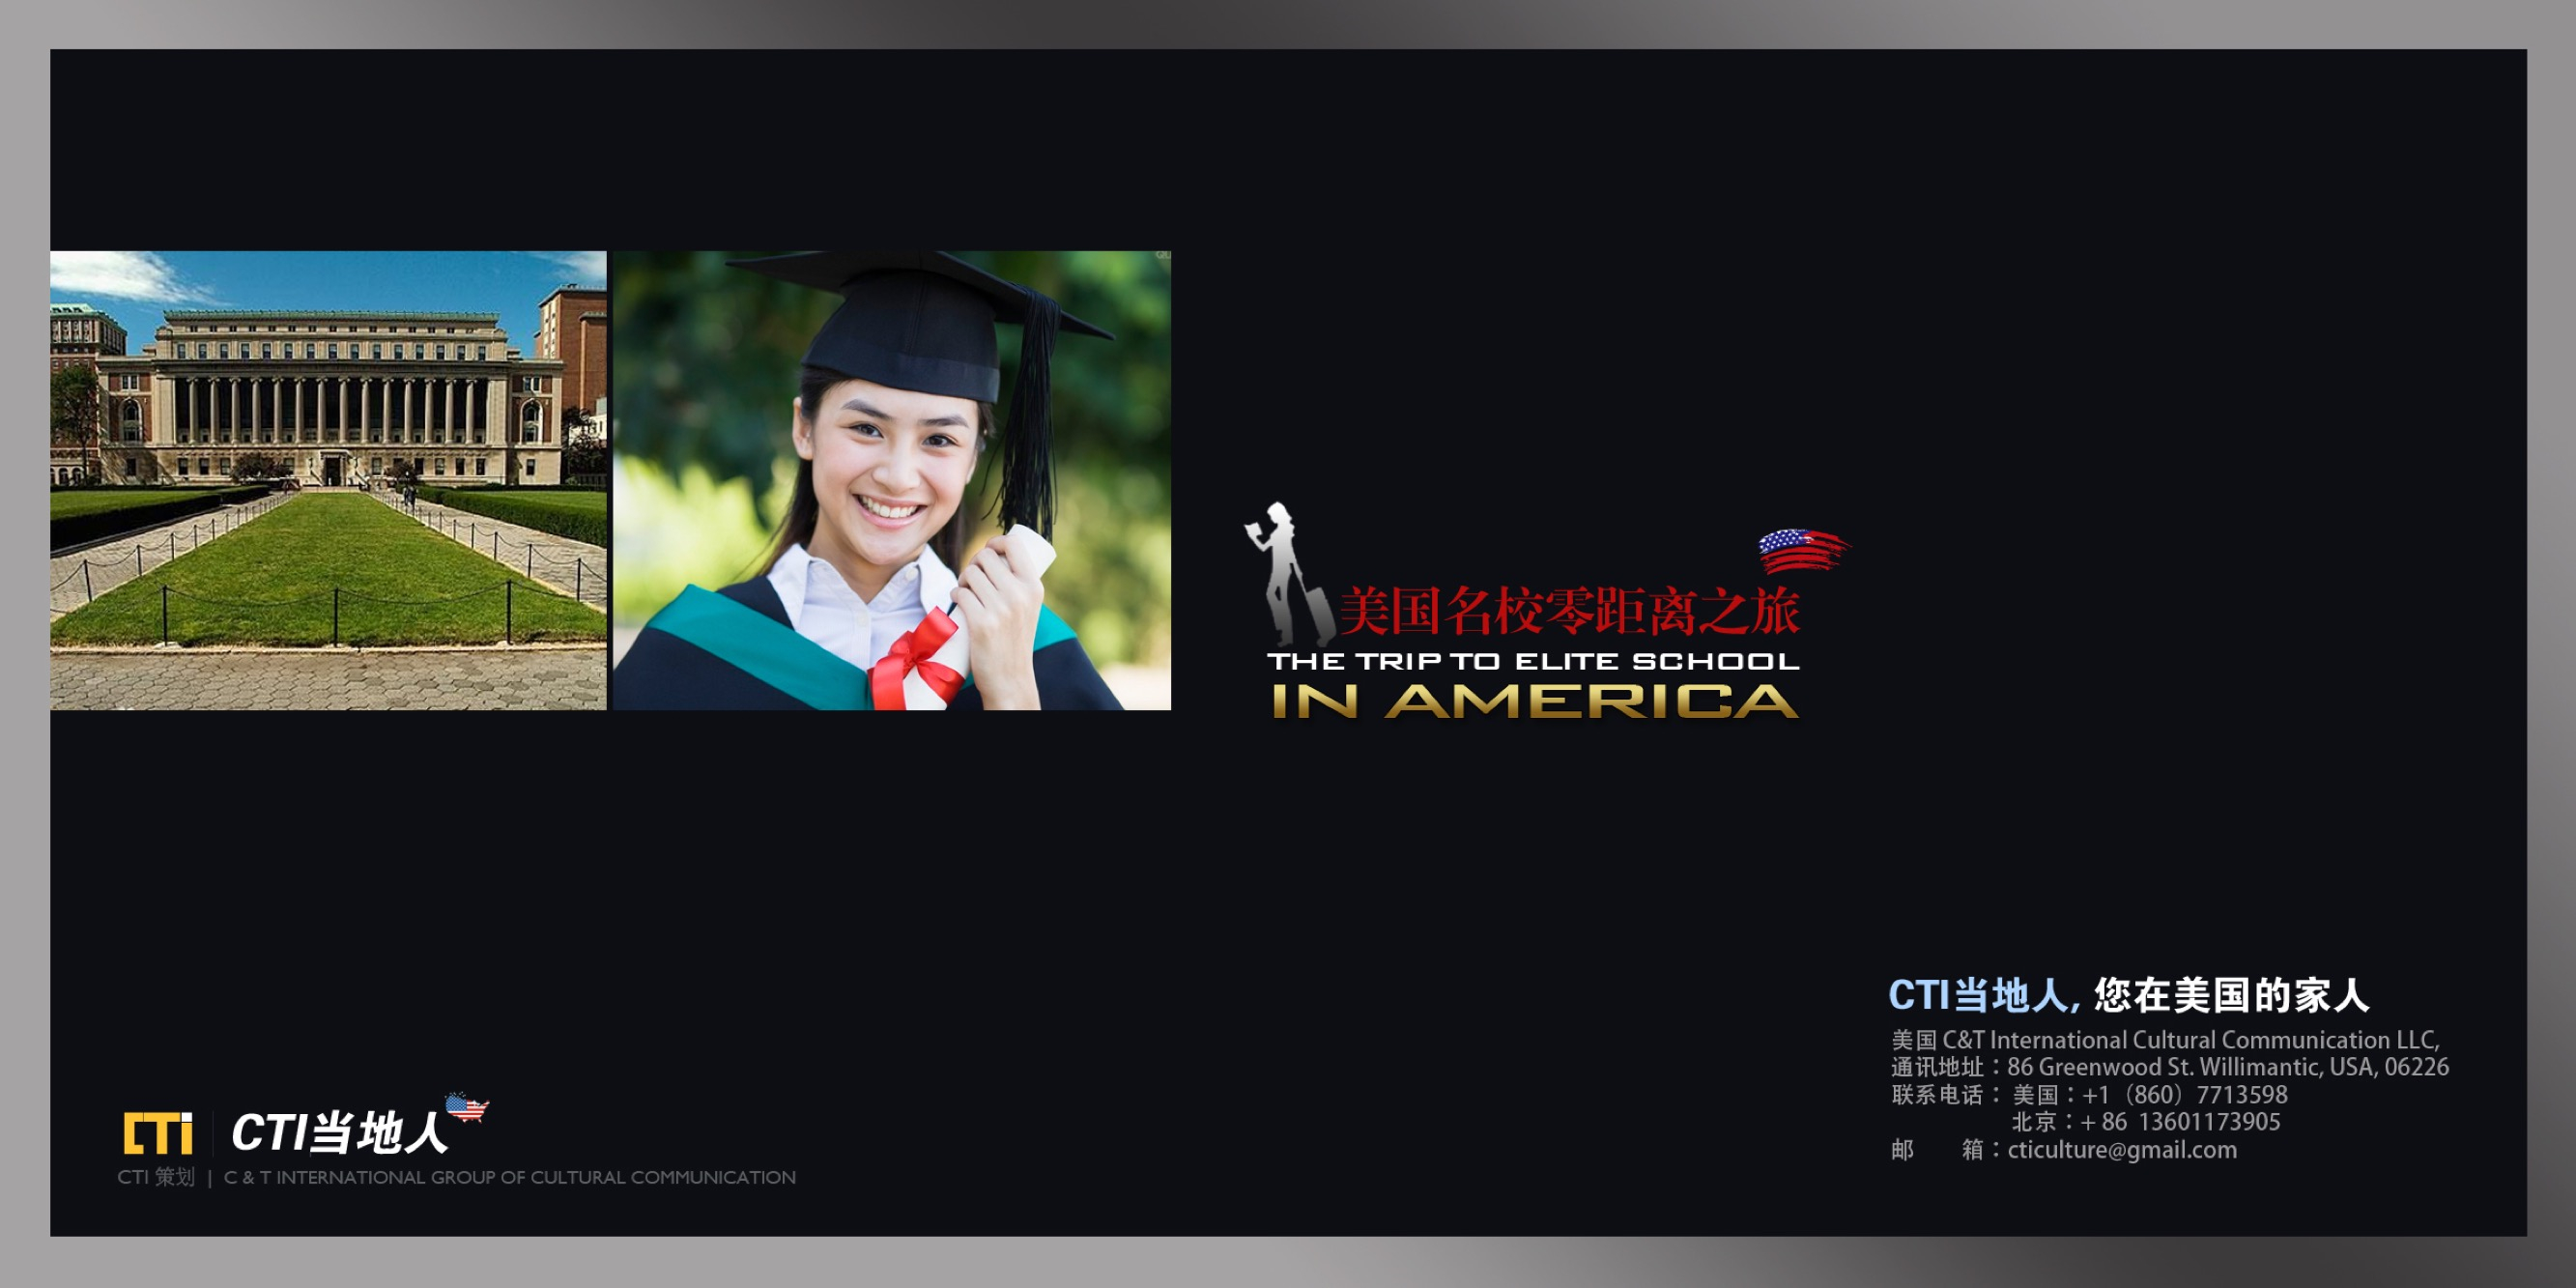 美国名校零距离之旅
THE TRIP TO ELITE SCHOOL
IN AMERICA
CTI当地人, 您在美国的家人
美国 C&T International Cultural Communication LLC,
通讯地址：86 Greenwood St. Willimantic, USA, 06226
联系电话： 美国：+1（860）7713598
北京：+ 86 13601173905
邮 箱：cticulture@gmail.com
CTi CTI当地人
CTI 策划 | C & T INTERNATIONAL GROUP OF CULTURAL COMMUNICATION